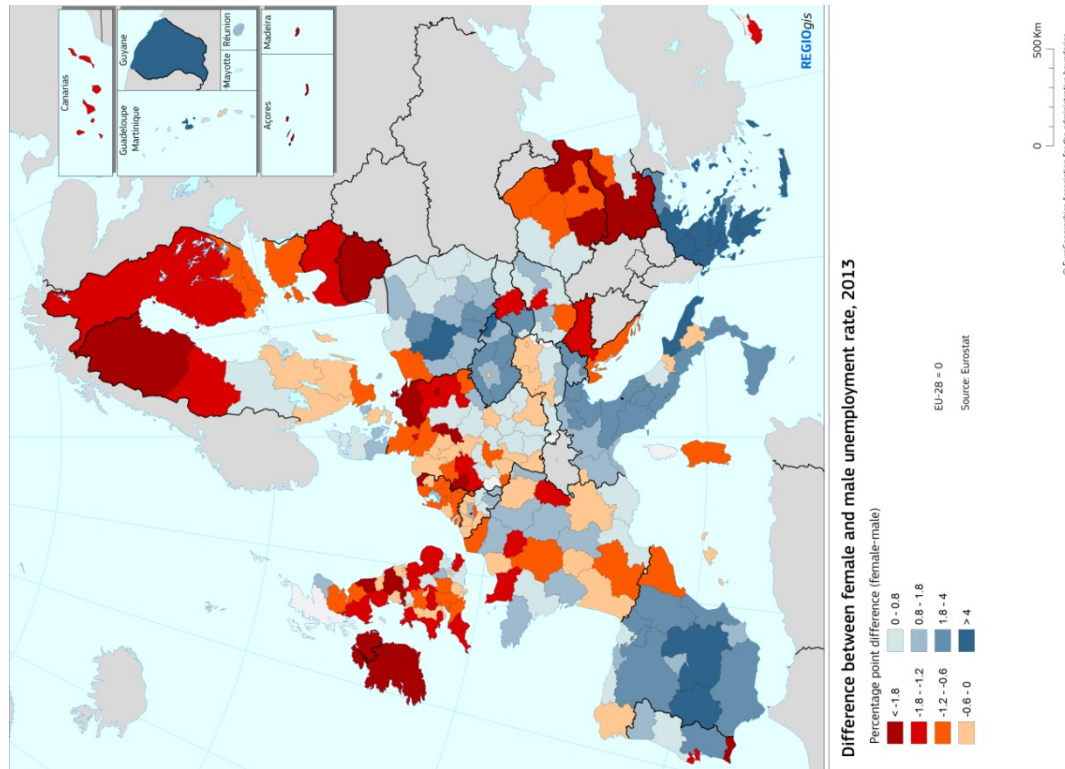 Canarias
Guadeloupe
Martinique
Guyane
Mayotte
Réunion
Açores
Madeira
REGIOgis
Difference between female and male unemployment rate, 2013
Percentage point difference (female-male)
< -1.8
-1.8 - -1.2
-1.2 - -0.6
-0.6 - 0
0 - 0.8
0.8 - 1.8
1.8 - 4
> 4
EU-28 = 0
Source: Eurostat
0
500 Km